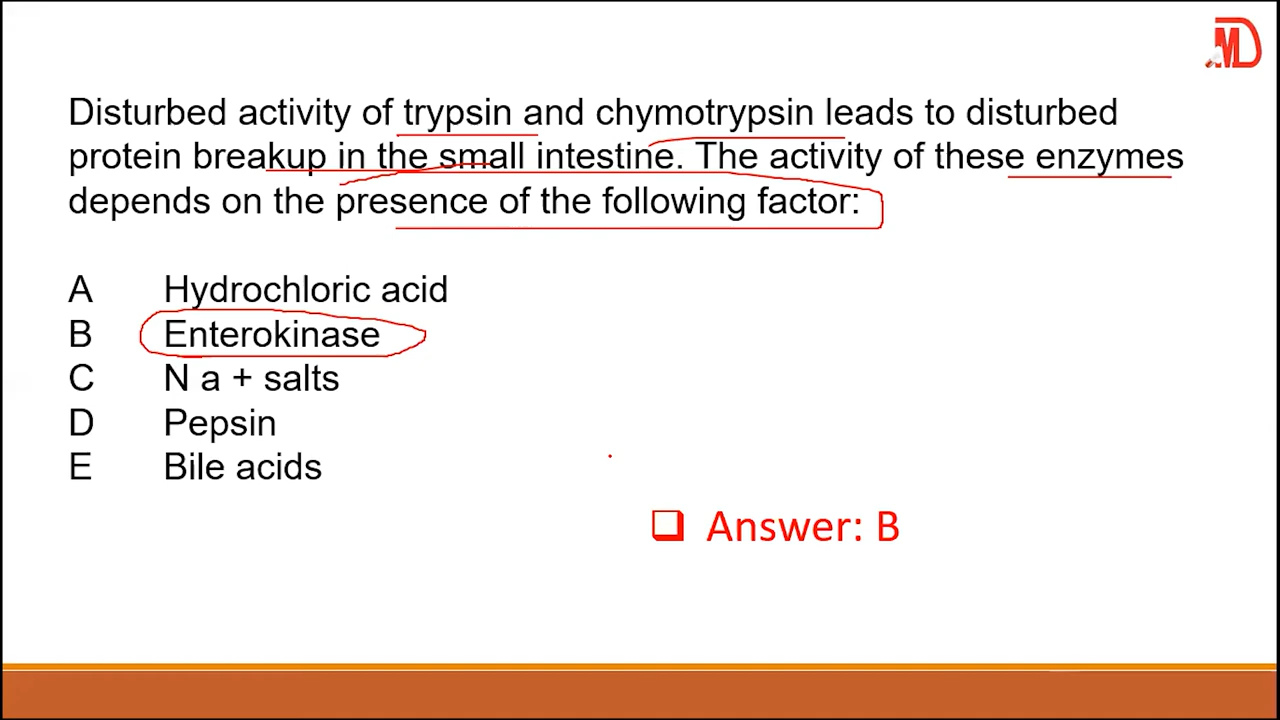 MD
Disturbed activity of trypsin and chymotrypsin leads to disturbed
protein breakup in the small intestine. The activity of these enzymes
depends on the presence of the following factor:
A Hydrochloric acid
B Enterokinase
C N a + salts
D Pepsin
E Bile acids
❑ Answer: B